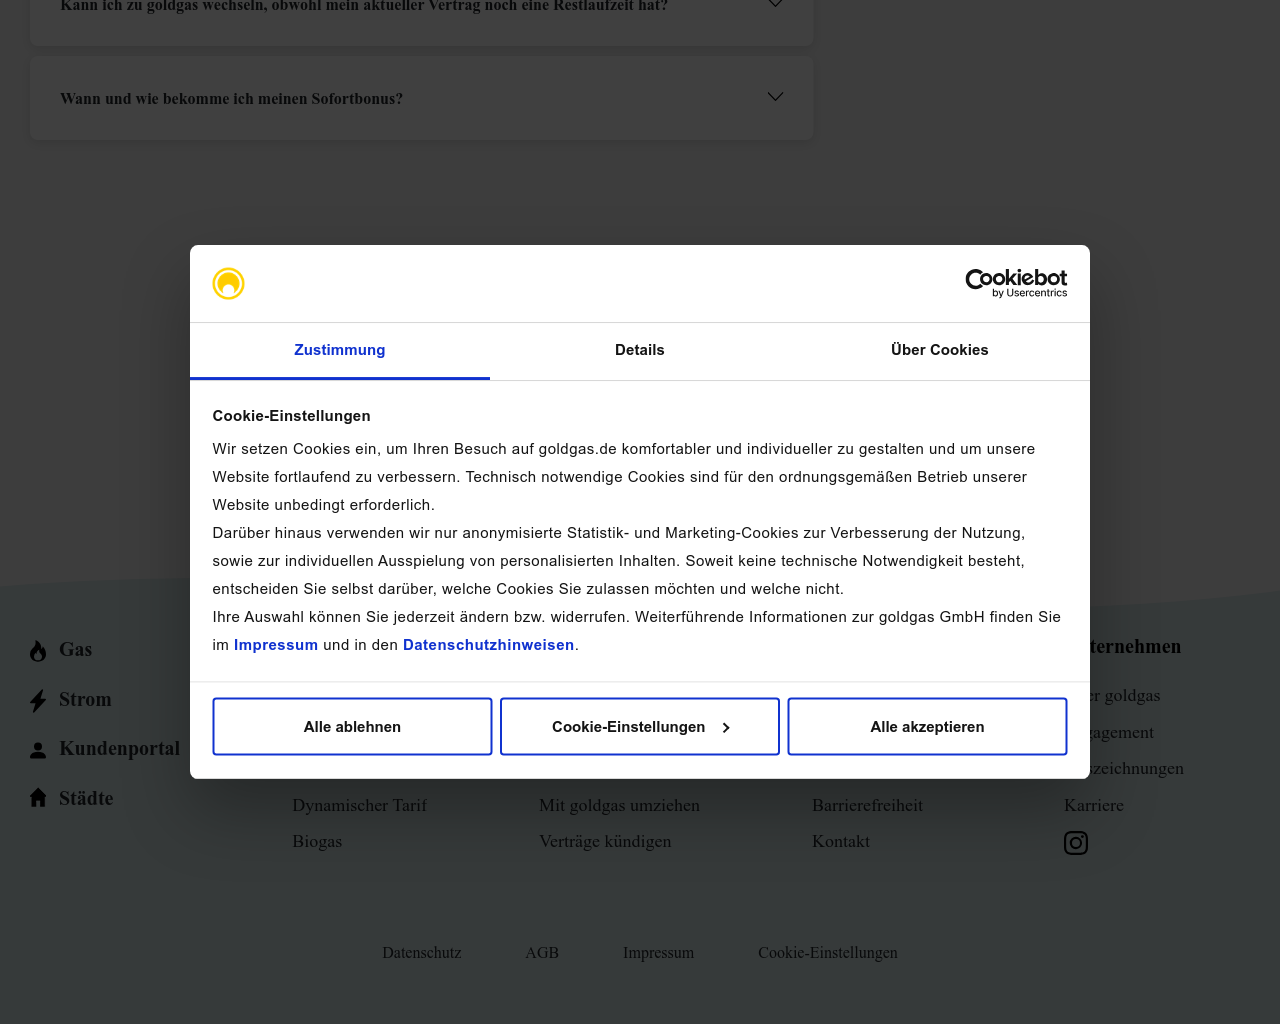 Kann ich zu goldgas wechseln, obwohl mein aktueller Vertrag noch eine Restlaufzeit hat?
Wann und wie bekomme ich meinen Sofortbonus?
Cookiebot
by Usercentrics
Zustimmung
Details
Über Cookies
Cookie-Einstellungen
Wir setzen Cookies ein, um Ihren Besuch auf goldgas.de komfortabler und individueller zu gestalten und um unsere
Website fortlaufend zu verbessern. Technisch notwendige Cookies sind für den ordnungsgemäßen Betrieb unserer
Website unbedingt erforderlich.
Darüber hinaus verwenden wir nur anonymisierte Statistik- und Marketing-Cookies zur Verbesserung der Nutzung,
sowie zur individuellen Ausspielung von personalisierten Inhalten. Soweit keine technische Notwendigkeit besteht,
entscheiden Sie selbst darüber, welche Cookies Sie zulassen möchten und welche nicht.
Ihre Auswahl können Sie jederzeit ändern bzw. widerrufen. Weiterführende Informationen zur goldgas GmbH finden Sie
im Impressum und in den Datenschutzhinweisen.
Alle ablehnen
Cookie-Einstellungen
Alle akzeptieren
Gas
Strom
Kundenportal
Städte
Dynamischer Tarif
Biogas
Mit goldgas umziehen
Verträge kündigen
Barrierefreiheit
Kontakt
ternehmen
er goldgas
gagement
szeichnungen
Karriere
Datenschutz
AGB
Impressum
Cookie-Einstellungen